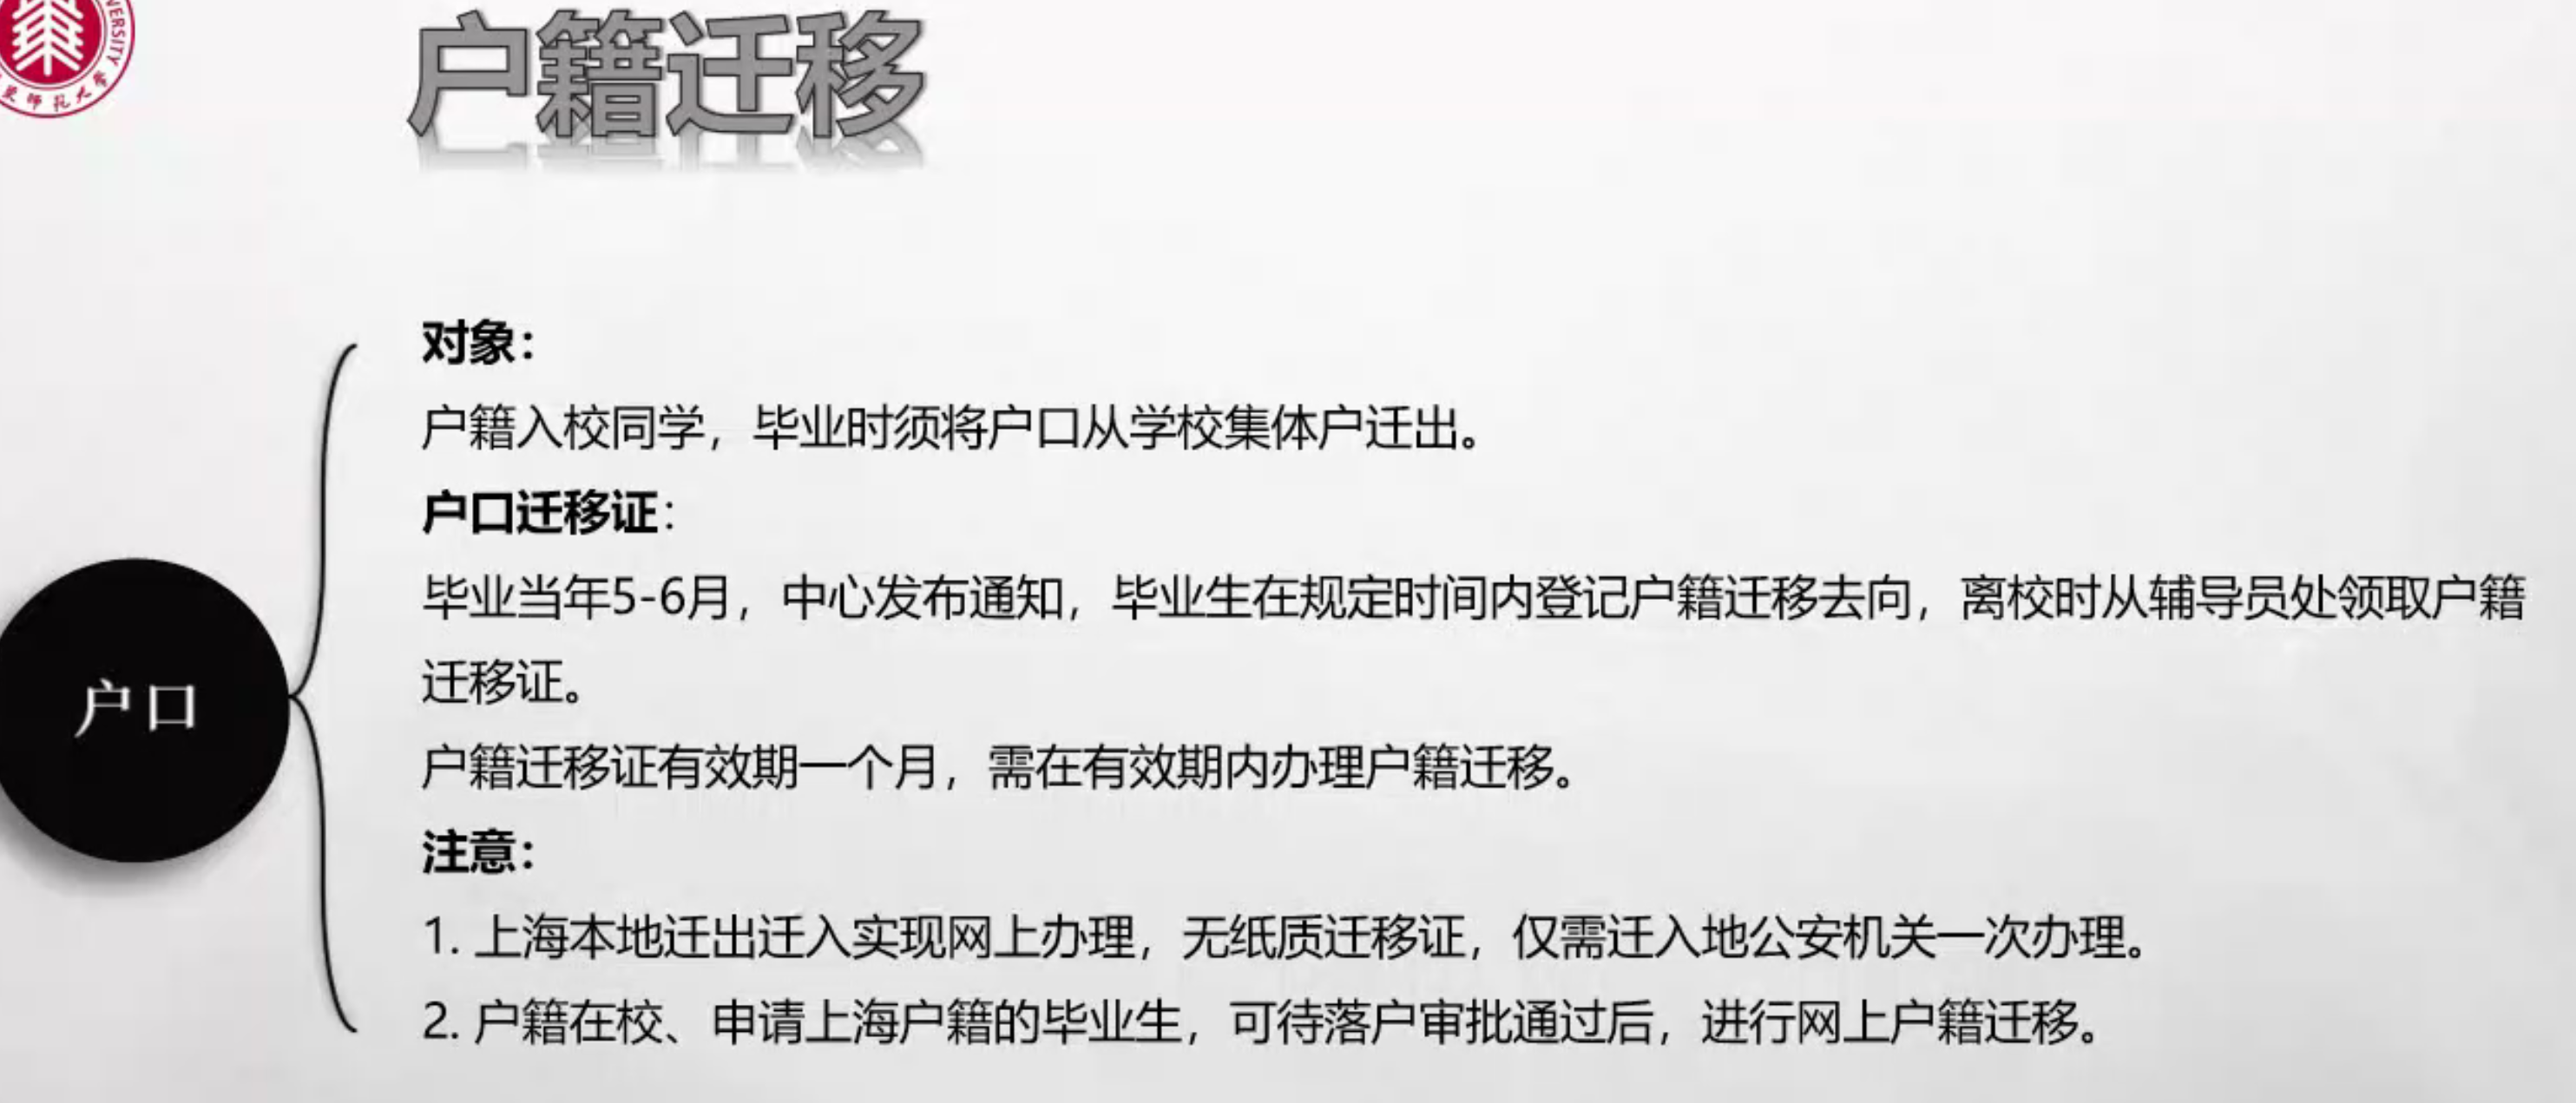 VERSITY
東師范大学
户籍迁移
对象：
户籍入校同学，毕业时须将户口从学校集体户迁出。
户口迁移证：
毕业当年5-6月，中心发布通知，毕业生在规定时间内登记户籍迁移去向，离校时从辅导员处领取户籍
迁移证。
户口
户籍迁移证有效期一个月，需在有效期内办理户籍迁移。
注意：
1. 上海本地迁出迁入实现网上办理，无纸质迁移证，仅需迁入地公安机关一次办理。
2. 户籍在校、申请上海户籍的毕业生，可待落户审批通过后，进行网上户籍迁移。